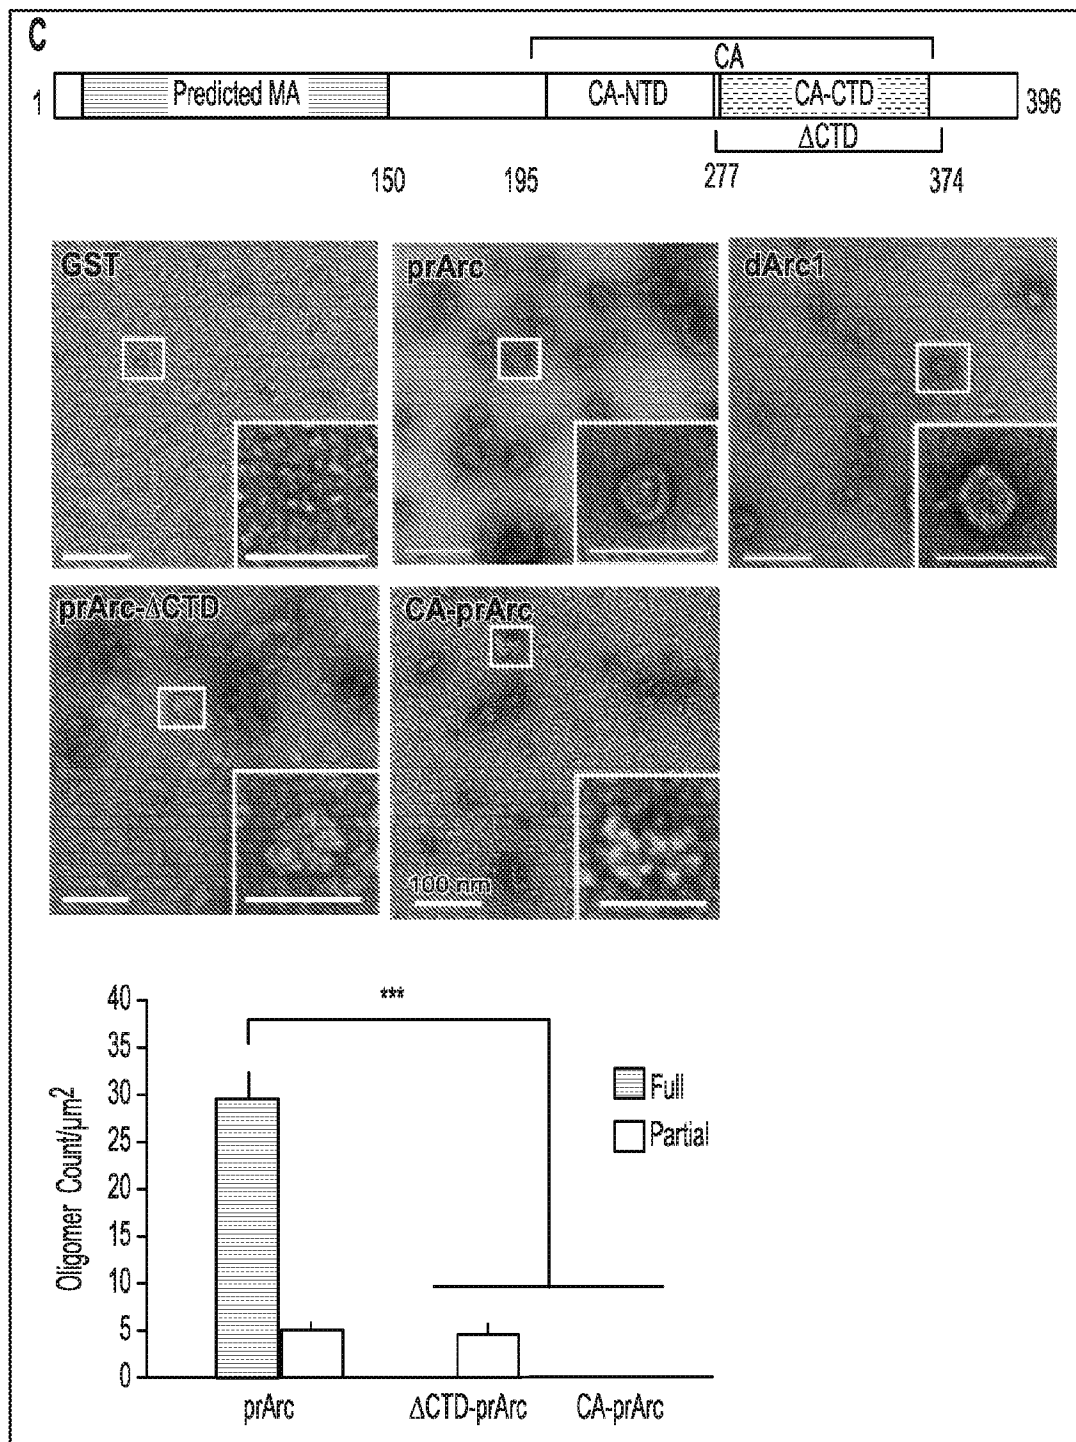 C
CA
Predicted MA
CA-NTD
CA-CTD
1
396
ΔCTD
150
195
277
374
GST
prArc
dArc1
prArc-ΔCTD
CA-prArc
100 nm
***
40
35
30
25
20
15
10
5
0
Oligomer Count/μm²
Full
Partial
prArc
ΔCTD-prArc
CA-prArc